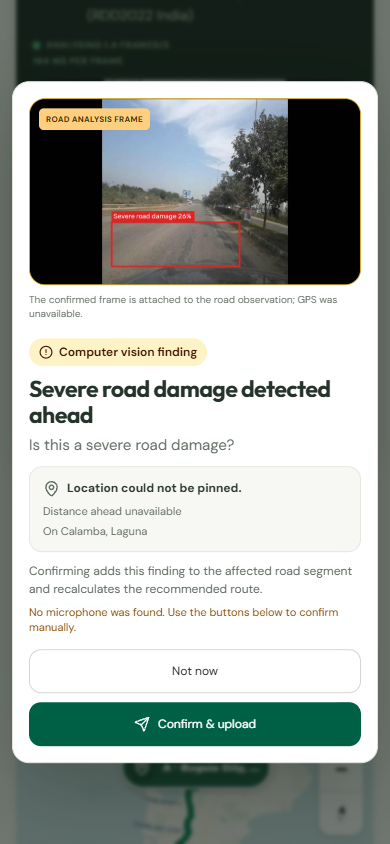 (RDD2022 India)
ROAD ANALYSIS FRAME
Severe road damage 26%
The confirmed frame is attached to the road observation; GPS was
unavailable.
Computer vision finding
Severe road damage detected
ahead
Is this a severe road damage?
Location could not be pinned.
Distance ahead unavailable
On Calamba, Laguna
Confirming adds this finding to the affected road segment
and recalculates the recommended route.
No microphone was found. Use the buttons below to confirm
manually.
Not now
Confirm & upload